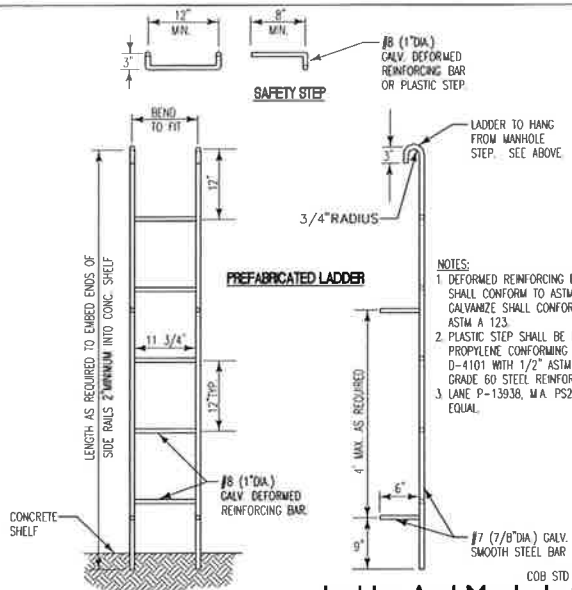 12"
MIN.
8"
MIN.
3"
#8 (1"DIA.)
GALV. DEFORMED
REINFORCING BAR
OR PLASTIC STEP.
SAFETY STEP
BEND
TO FIT
12"
LADDER TO HANG
FROM MANHOLE
STEP. SEE ABOVE
3"
3/4"RADIUS
PREFABRICATED LADDER
LENGTH AS REQUIRED TO EMBED ENDS OF
SIDE RAILS 2"MINIMUM INTO CONC. SHELF
11 3/4"
12"TYP.
4' MAX. AS REQUIRED
NOTES:
1. DEFORMED REINFORCING
SHALL CONFORM TO ASTM
GALVANIZE SHALL CONFOR
ASTM A 123.
2. PLASTIC STEP SHALL BE
PROPYLENE CONFORMING
D-4101 WITH 1/2" ASTM
GRADE 60 STEEL REINFOR
3. LANE P-13938, M.A. PS2
EQUAL.
#8 (1"DIA.)
GALV. DEFORMED
REINFORCING BAR.
6"
9"
CONCRETE
SHELF
#7 (7/8"DIA.) GALV.
SMOOTH STEEL BAR
COB STD